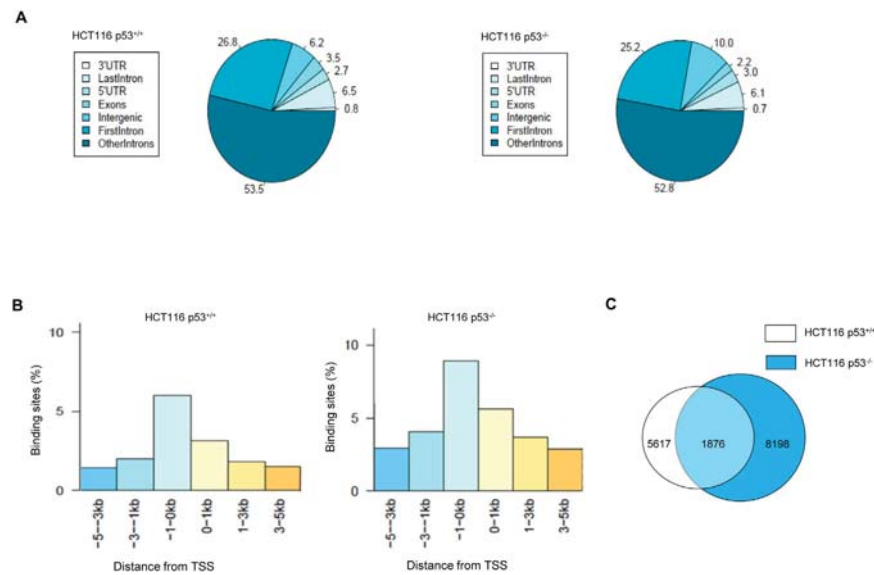 A
HCT116 p53+/+
3'UTR
LastIntron
5'UTR
Exons
Intergenic
FirstIntron
OtherIntrons
26.8
6.2
3.5
2.7
6.5
0.8
53.5
HCT116 p53-/-
3'UTR
LastIntron
5'UTR
Exons
Intergenic
FirstIntron
OtherIntrons
25.2
10.0
2.2
3.0
6.1
0.7
52.8
B
HCT116 p53+/+
Binding sites (%)
10
5
0
-5--3kb
-3--1kb
-1-0kb
0-1kb
1-3kb
3-5kb
Distance from TSS
HCT116 p53-/-
Binding sites (%)
10
5
0
-5--3kb
-3--1kb
-1-0kb
0-1kb
1-3kb
3-5kb
Distance from TSS
C
HCT116 p53+/+
HCT116 p53-/-
5617
1876
8198